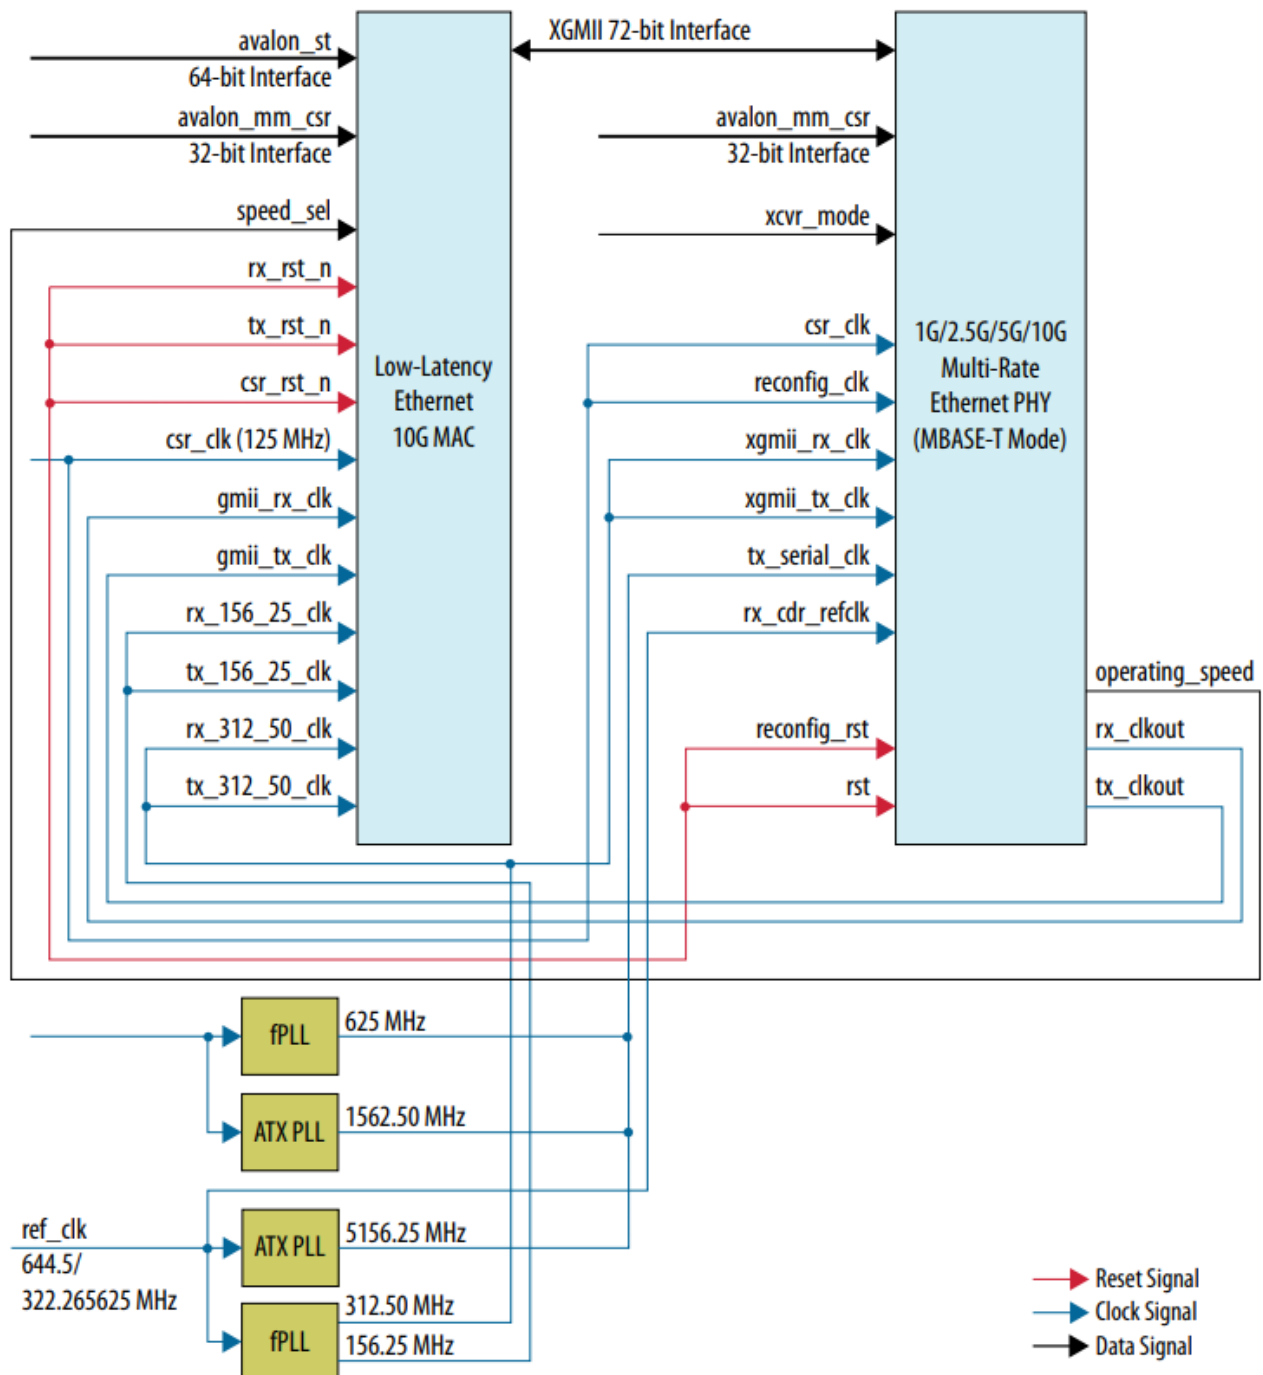 XGMII 72-bit Interface
avalon_st
64-bit Interface
avalon_mm_csr
32-bit Interface
speed_sel
rx_rst_n
tx_rst_n
csr_rst_n
csr_clk (125 MHz)
gmii_rx_clk
gmii_tx_clk
rx_156_25_clk
tx_156_25_clk
rx_312_50_clk
tx_312_50_clk
Low-Latency
Ethernet
10G MAC
avalon_mm_csr
32-bit Interface
xcvr_mode
csr_clk
reconfig_clk
xgmii_rx_clk
xgmii_tx_clk
tx_serial_clk
rx_cdr_refclk
reconfig_rst
rst
1G/2.5G/5G/10G
Multi-Rate
Ethernet PHY
(MBASE-T Mode)
operating_speed
rx_clkout
tx_clkout
fPLL
625 MHz
ATX PLL
1562.50 MHz
ref_clk
644.5/
322.265625 MHz
ATX PLL
5156.25 MHz
fPLL
312.50 MHz
156.25 MHz
Reset Signal
Clock Signal
Data Signal